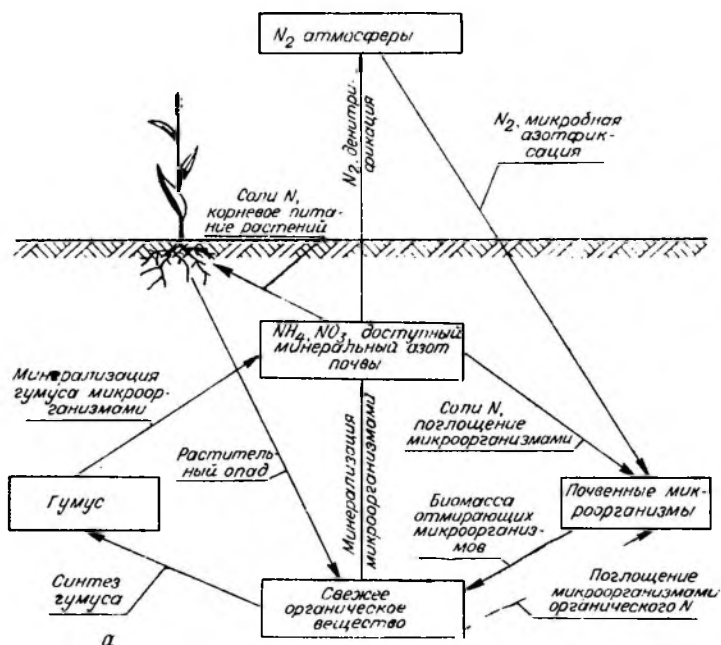 N₂ атмосферы
N₂, денитри-
фикация
N₂, микробная
азотфик-
сация
Соли N,
корневое пита-
ние растений
NH₄, NO₃, доступный
минеральный азот
почвы
Минерализация
гумуса микроор-
ганизмами
Раститель-
ный опад
Минерализация
микроорганизмами
Соли N,
поглощение
микроорганизмами
Гумус
Почвенные мик-
роорганизмы
Биомасса
отмирающих
микроорганиз-
мов
Синтез
гумуса
Свежее
органическое
вещество
Поглощение
микроорганизмами
органического N
а